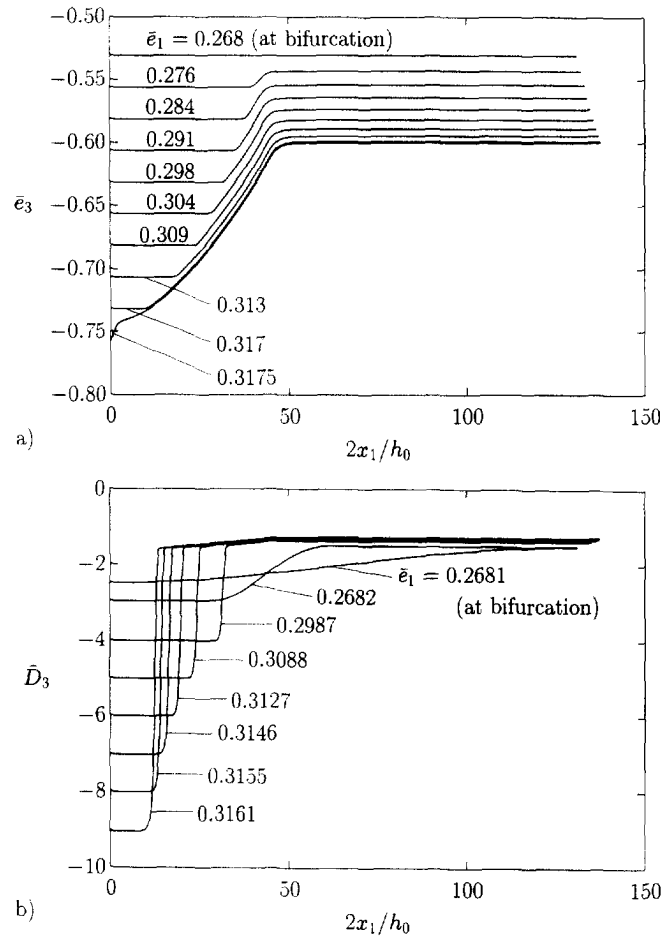 −0.50
ē₁ = 0.268 (at bifurcation)
−0.55
0.276
0.284
−0.60
0.291
0.298
−0.65
ē₃
0.304
0.309
−0.70
0.313
0.317
−0.75
0.3175
−0.80
0 50 100 150
a)
2x₁/h₀
0
−2
ē₁ = 0.2681
0.2682
(at bifurcation)
−4
0.2987
0.3088
D̄₃
−6
0.3127
0.3146
−8
0.3155
0.3161
−10
0 50 100 150
b)
2x₁/h₀